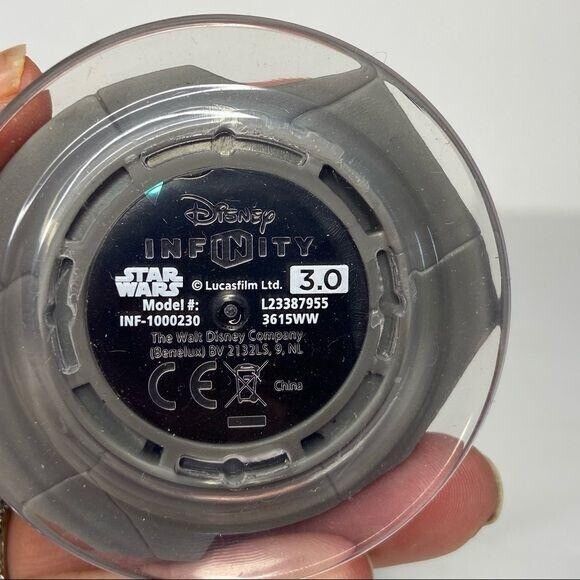 Disney
INFINITY
STAR WARS © Lucasfilm Ltd. 3.0
Model #: L23387955
INF-1000230 3615WW
The Walt Disney Company
(Benelux) BV 2132LS, 9, NL
CE China